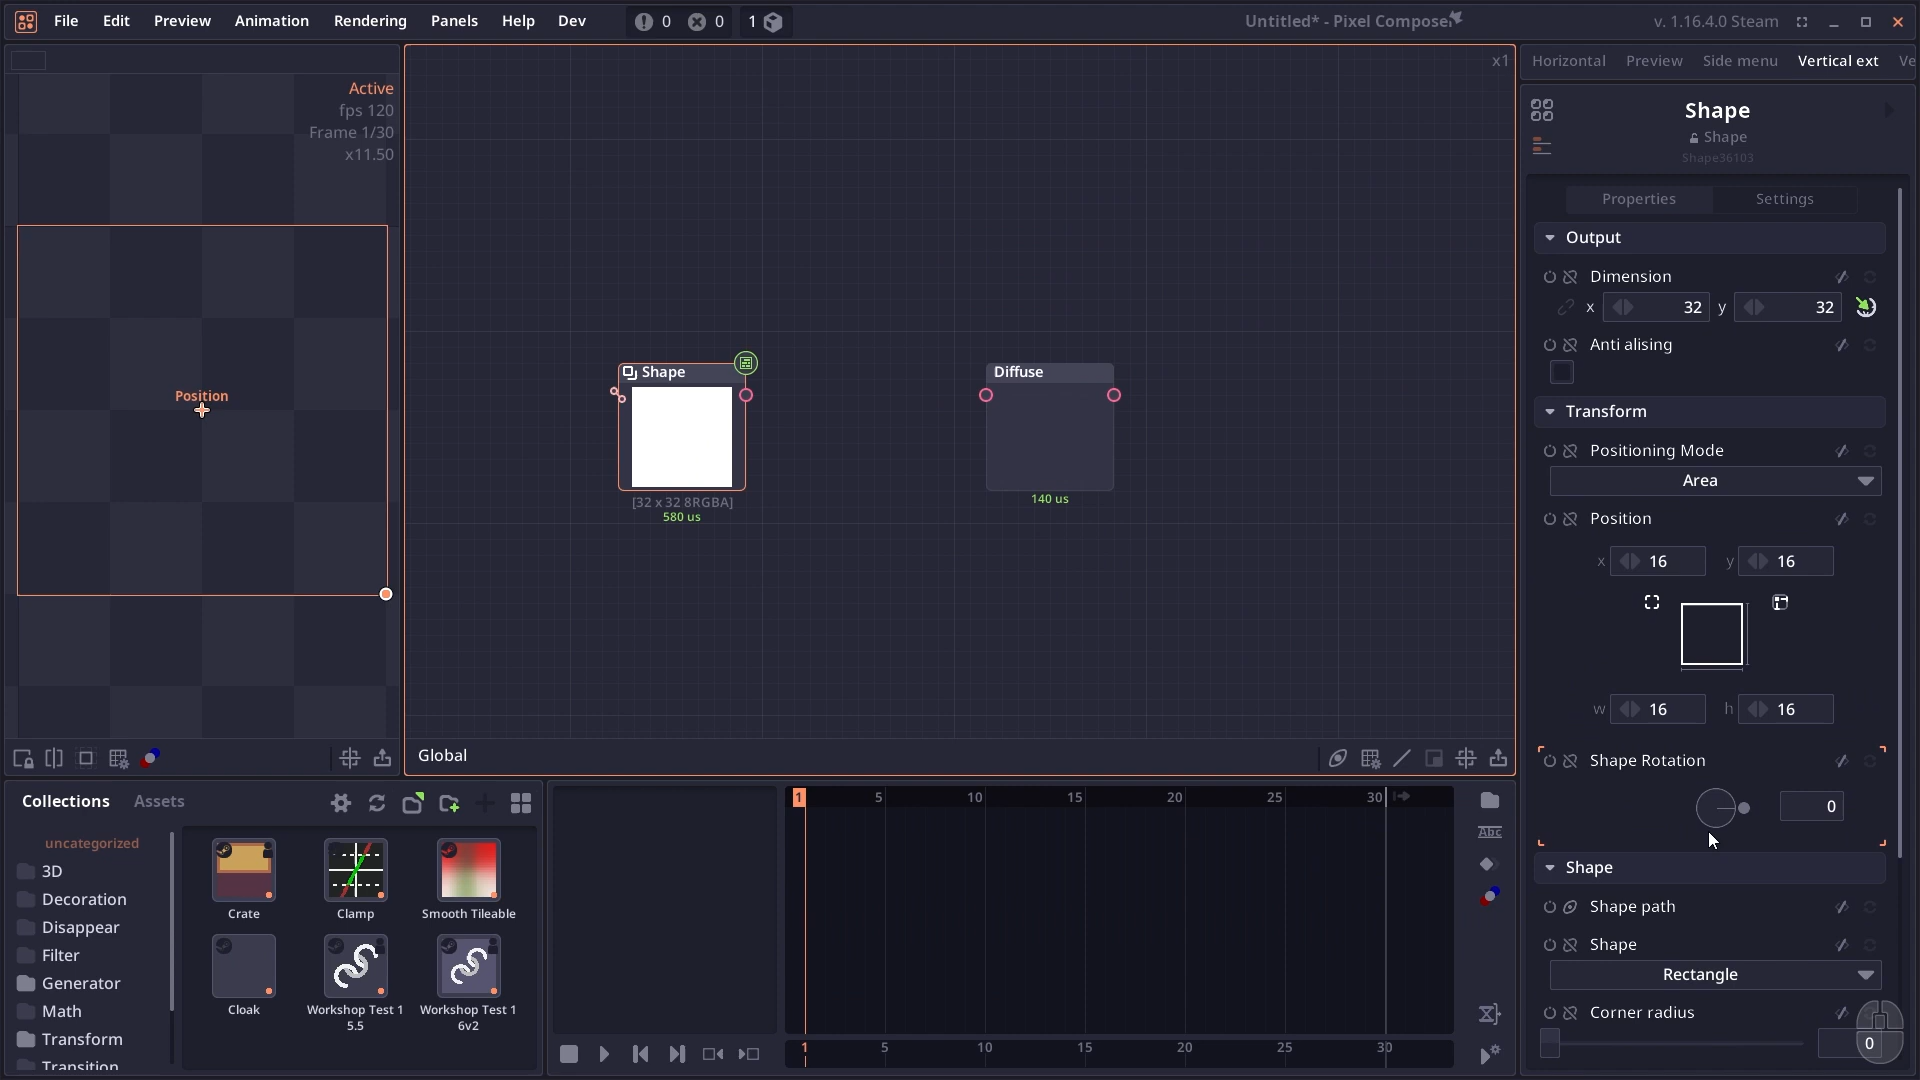 File Edit Preview Animation Rendering Panels Help Dev 0 0 1 Untitled* - Pixel Composer v. 1.16.4.0 Steam
Active
fps 120
Frame 1/30
x11.50
Position
x1
Shape
[32 x 32 8RGBA]
580 us
Diffuse
140 us
Global
Horizontal Preview Side menu Vertical ext Ve
Shape
Shape
Shape36103
Properties Settings
Output
Dimension
x 32 y 32
Anti alising
Transform
Positioning Mode
Area
Position
x 16 y 16
w 16 h 16
Shape Rotation
0
Shape
Shape path
Shape
Rectangle
Corner radius
0
Collections Assets
uncategorized
3D
Decoration
Disappear
Filter
Generator
Math
Transform
Transition
Crate
Clamp
Smooth Tileable
Cloak
Workshop Test 1
5.5
Workshop Test 1
6v2
1 5 10 15 20 25 30
Abc
1 5 10 15 20 25 30